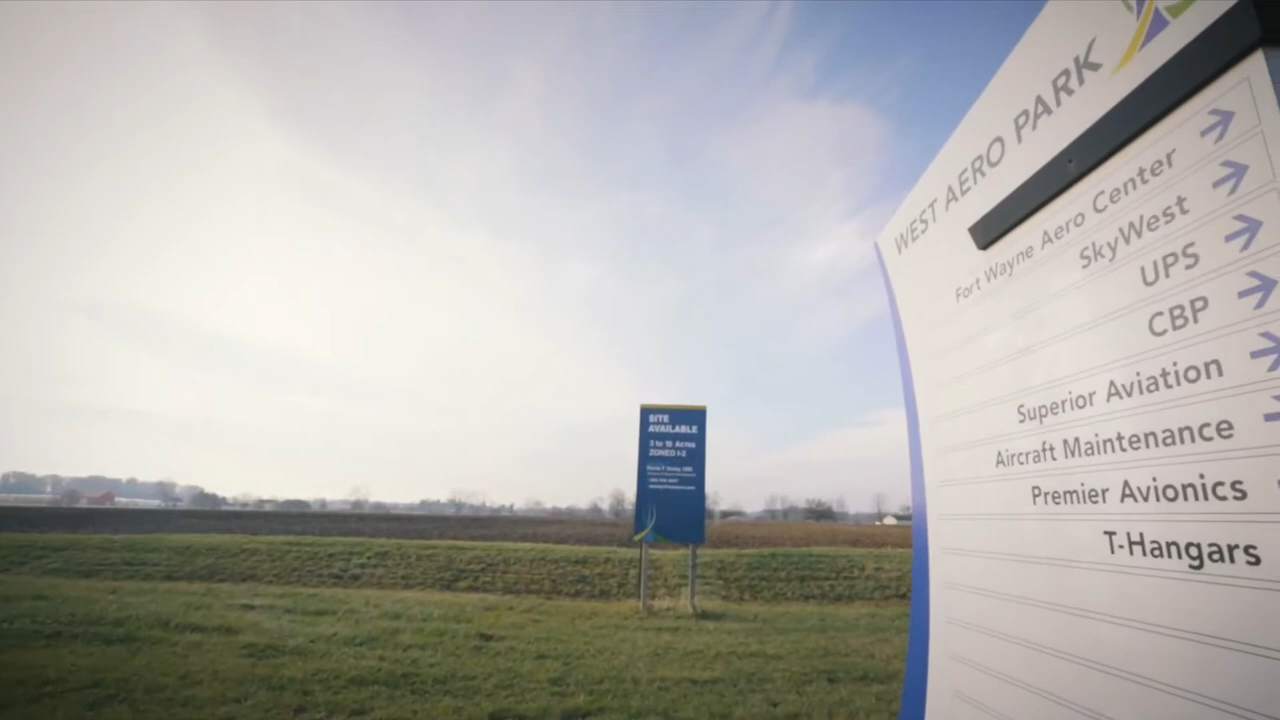 WEST AERO PARK
Fort Wayne Aero Center
SkyWest
UPS
CBP
Superior Aviation
Aircraft Maintenance
Premier Avionics
T-Hangars
SITE
AVAILABLE
3 to 15 Acres
ZONED I-2